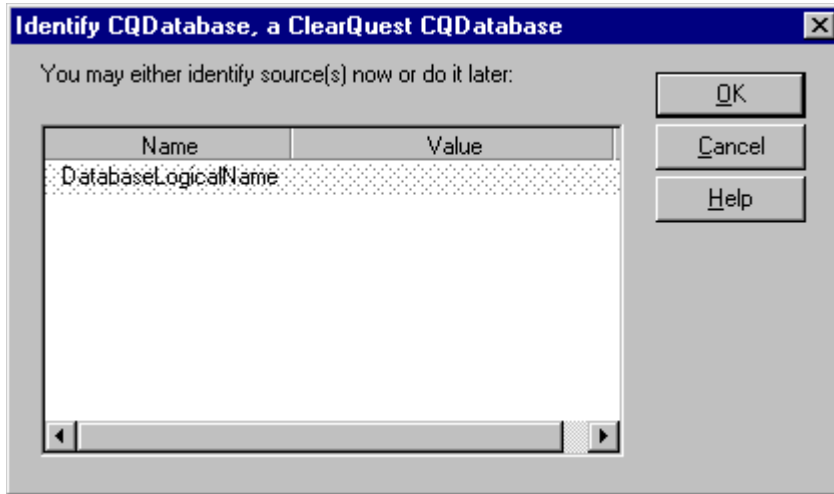 Identify CQDatabase, a ClearQuest CQDatabase
You may either identify source(s) now or do it later:
OK
Name Value
Cancel
DatabaseLogicalName
Help